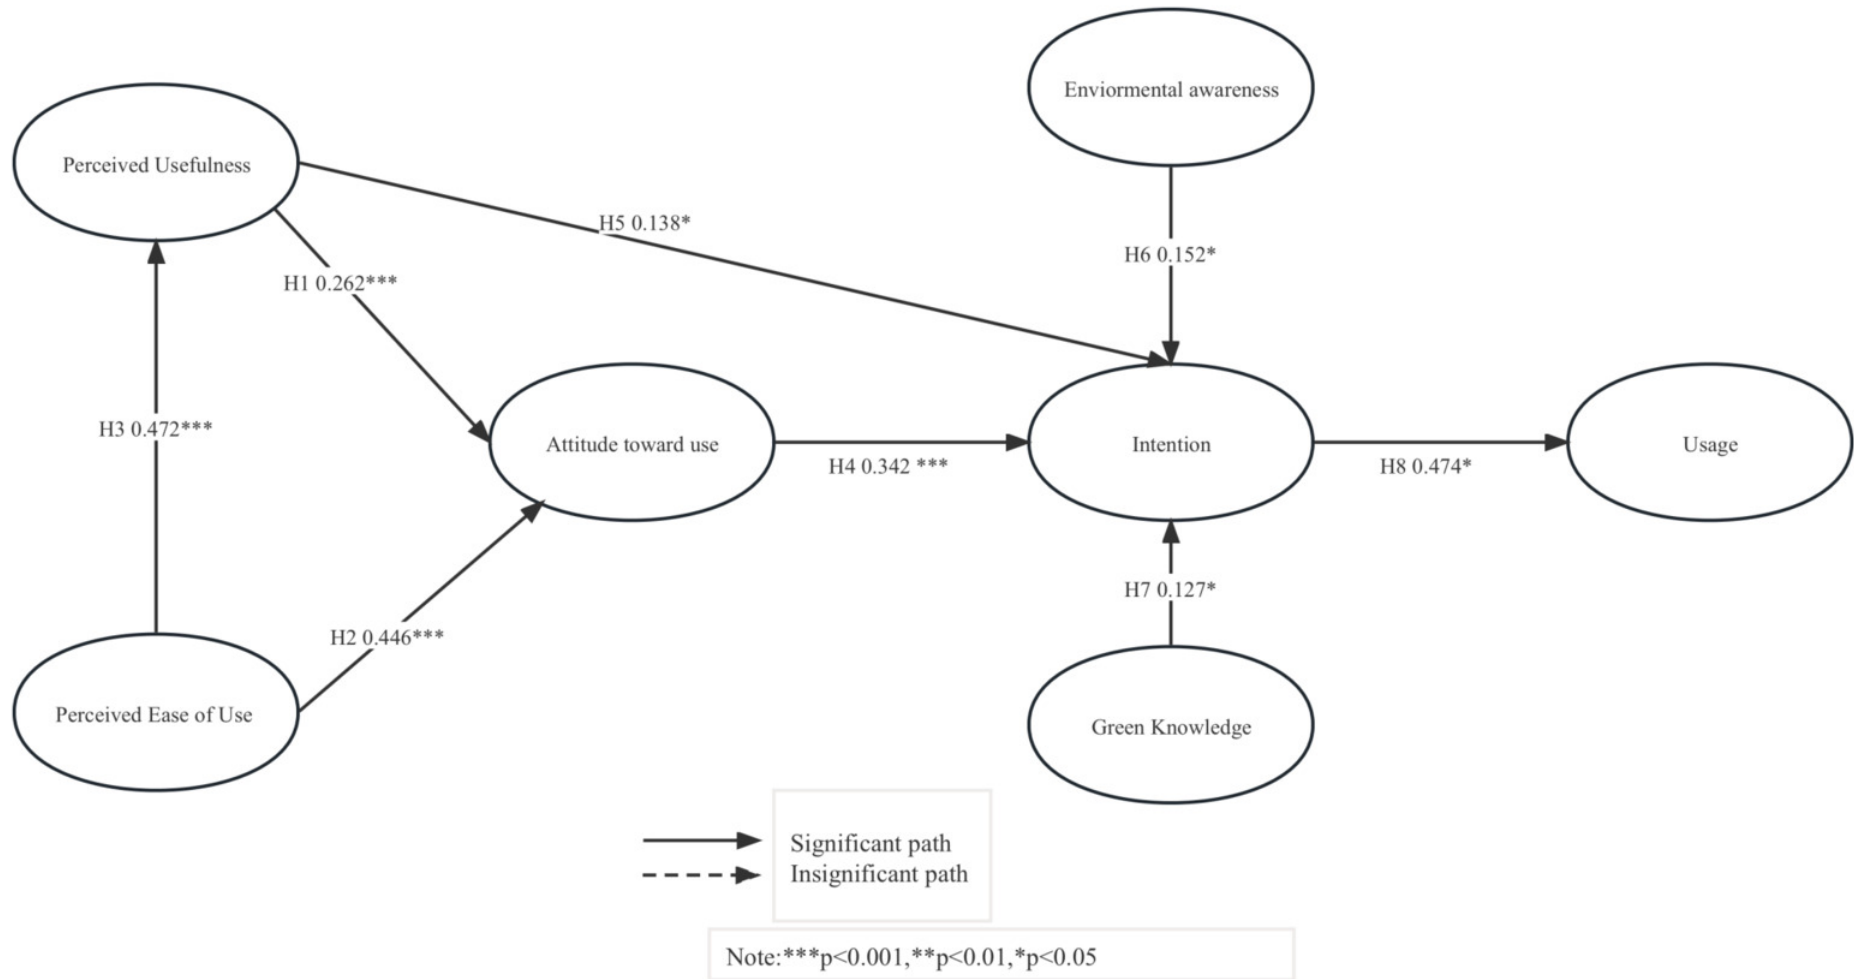 Enviormental awareness
Perceived Usefulness
H5 0.138*
H6 0.152*
H1 0.262***
H3 0.472***
Attitude toward use
Intention
Usage
H4 0.342 ***
H8 0.474*
H7 0.127*
H2 0.446***
Perceived Ease of Use
Green Knowledge
Significant path
Insignificant path
Note:***p<0.001,**p<0.01,*p<0.05